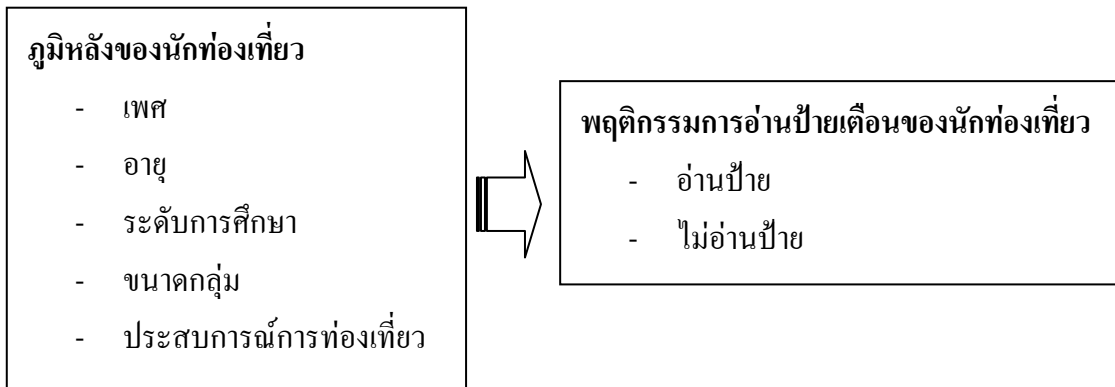 ภูมิหลังของนักท่องเที่ยว
- เพศ
- อายุ
- ระดับการศึกษา
- ขนาดกลุ่ม
- ประสบการณ์การท่องเที่ยว
พฤติกรรมการอ่านป้ายเตือนของนักท่องเที่ยว
- อ่านป้าย
- ไม่อ่านป้าย